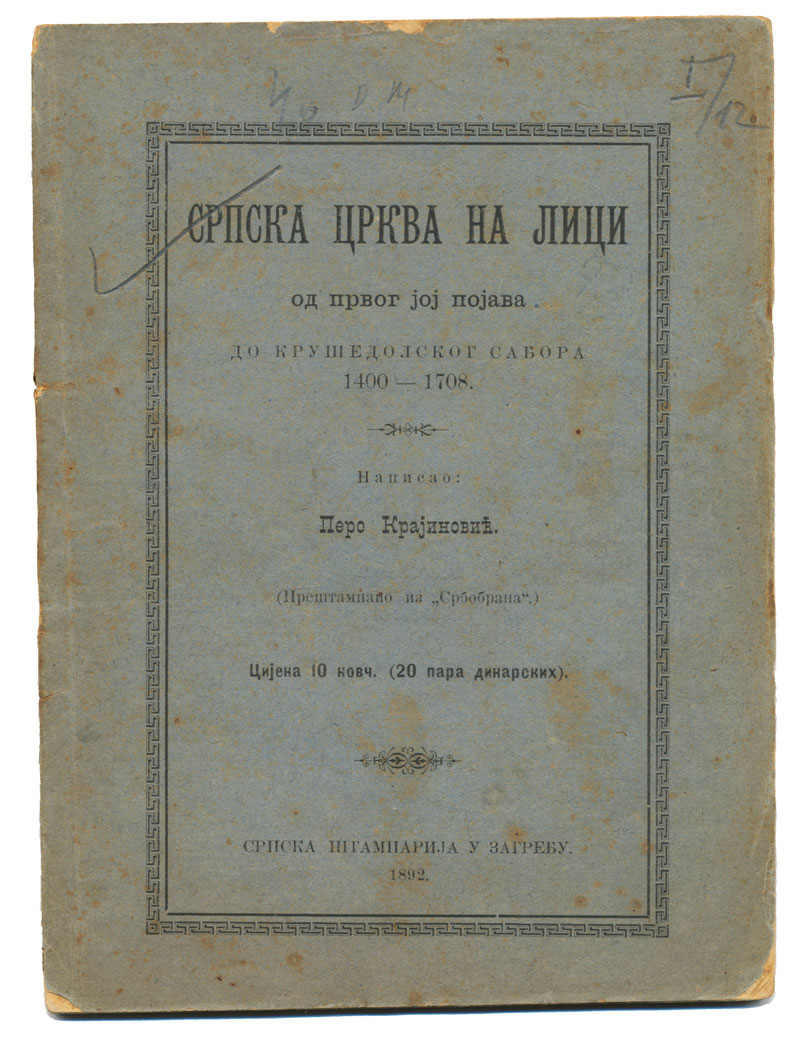 I/12
СРПСКА ЦРКВА НА ЛИЦИ
од првог јој појава
ДО КРУШЕДОЛСКОГ САБОРА
1400 — 1708.
Написао:
Перо Крајиновић.
(Прештампано из „Србобрана“.)
Цијена 10 новч. (20 пара динарских).
СРПСКА ШТАМПАРИЈА У ЗАГРЕБУ.
1892.